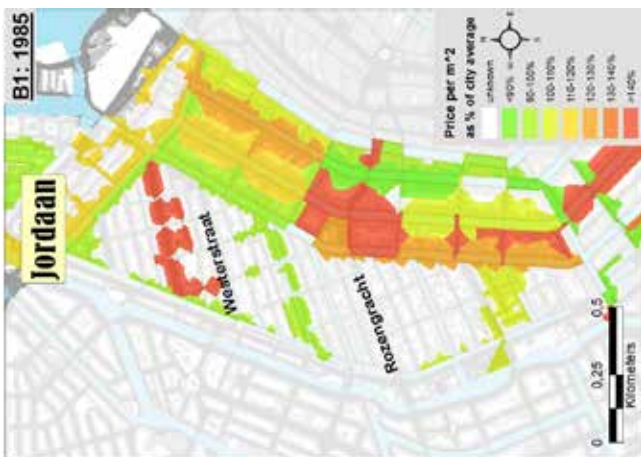 B1: 1985
Jordaan
Westerstraat
Rozengracht
Price per m^2
as % of city average
unknown
<90%
90-100%
100-110%
110-120%
120-130%
130-140%
>140%
N
E
S
0
0,25
0,5
Kilometers